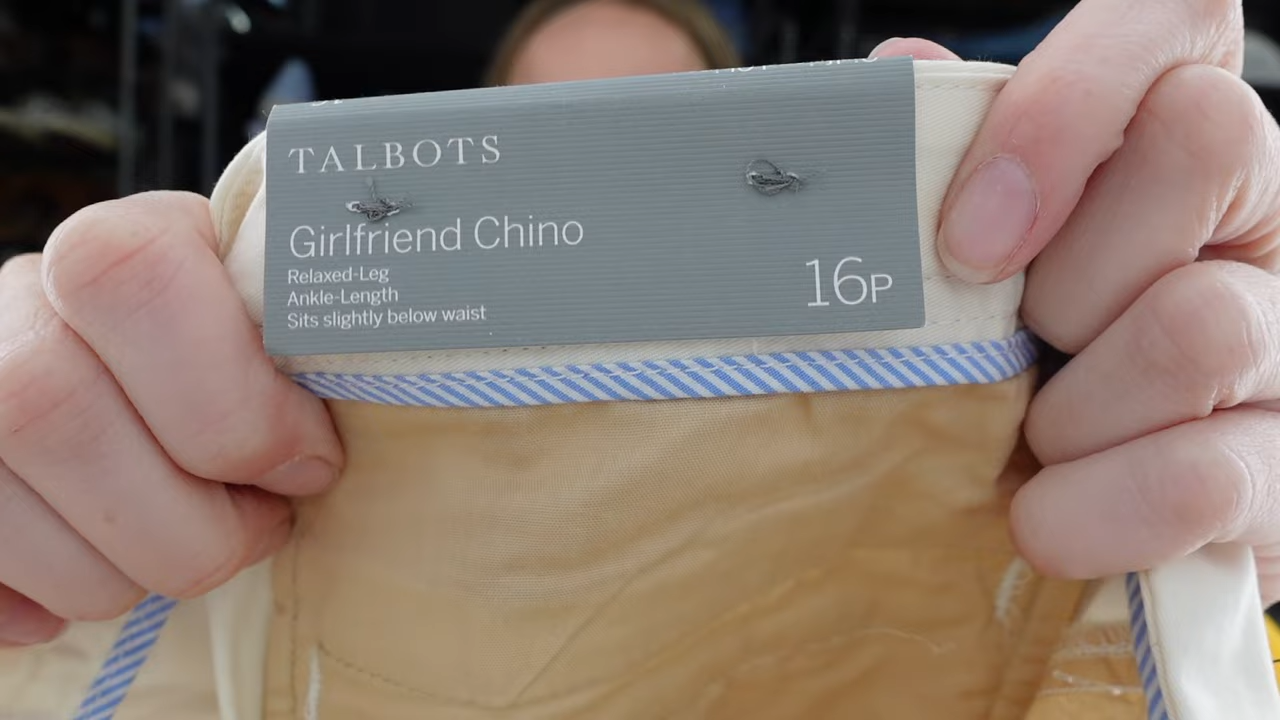 TALBOTS
Girlfriend Chino
Relaxed-Leg
Ankle-Length
Sits slightly below waist
16P